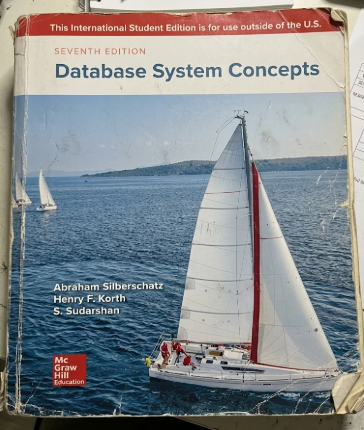 This International Student Edition is for use outside of the U.S.
SEVENTH EDITION
Database System Concepts
Abraham Silberschatz
Henry F. Korth
S. Sudarshan
Mc
Graw
Hill
Education